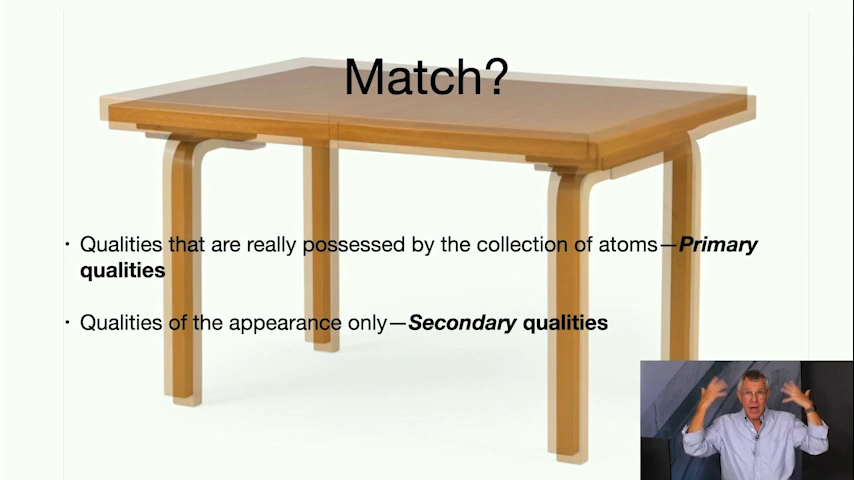 Match?
· Qualities that are really possessed by the collection of atoms—Primary
qualities
· Qualities of the appearance only—Secondary qualities